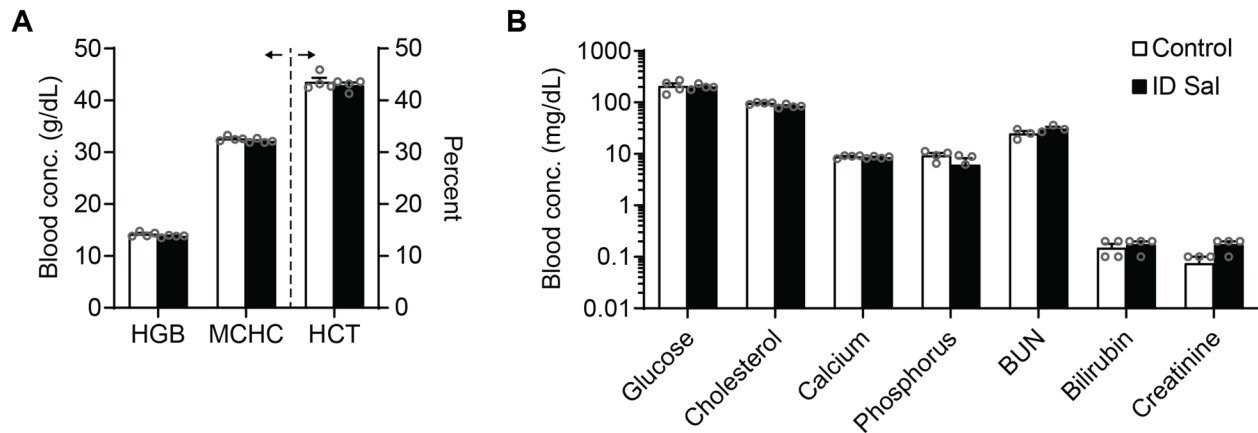 A
Blood conc. (g/dL)
50
40
30
20
10
0
HGB
MCHC
HCT
50
40
30
20
10
0
Percent
B
Blood conc. (mg/dL)
1000
100
10
1
0.1
0.01
Glucose
Cholesterol
Calcium
Phosphorus
BUN
Bilirubin
Creatinine
Control
ID Sal